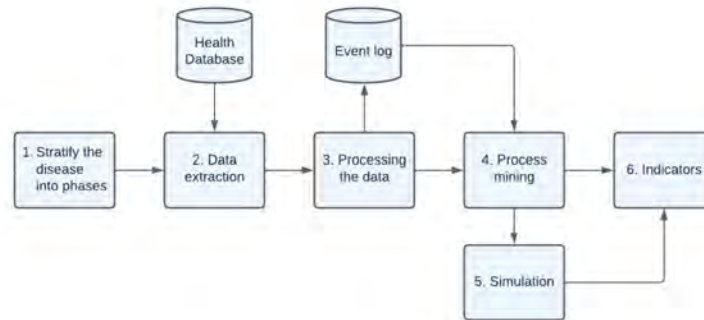 Health
Database
Event log
1. Stratify the
disease
into phases
2. Data
extraction
3. Processing
the data
4. Process
mining
6. Indicators
5. Simulation